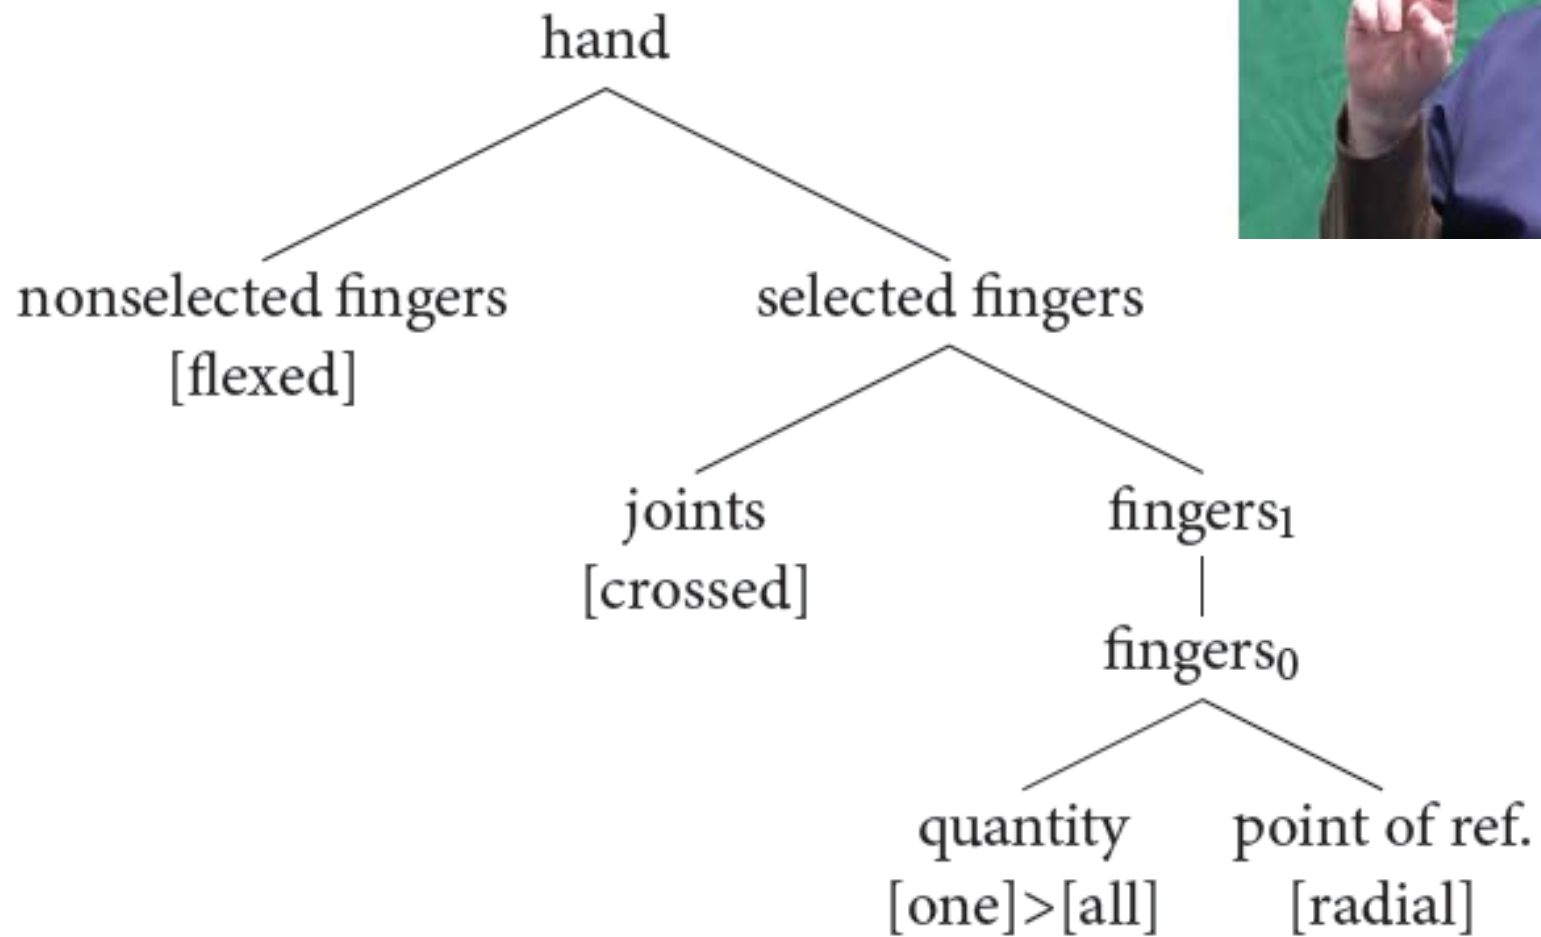 hand
nonselected fingers
[flexed]
selected fingers
joints
[crossed]
fingers1
fingers0
quantity
[one]>[all]
point of ref.
[radial]